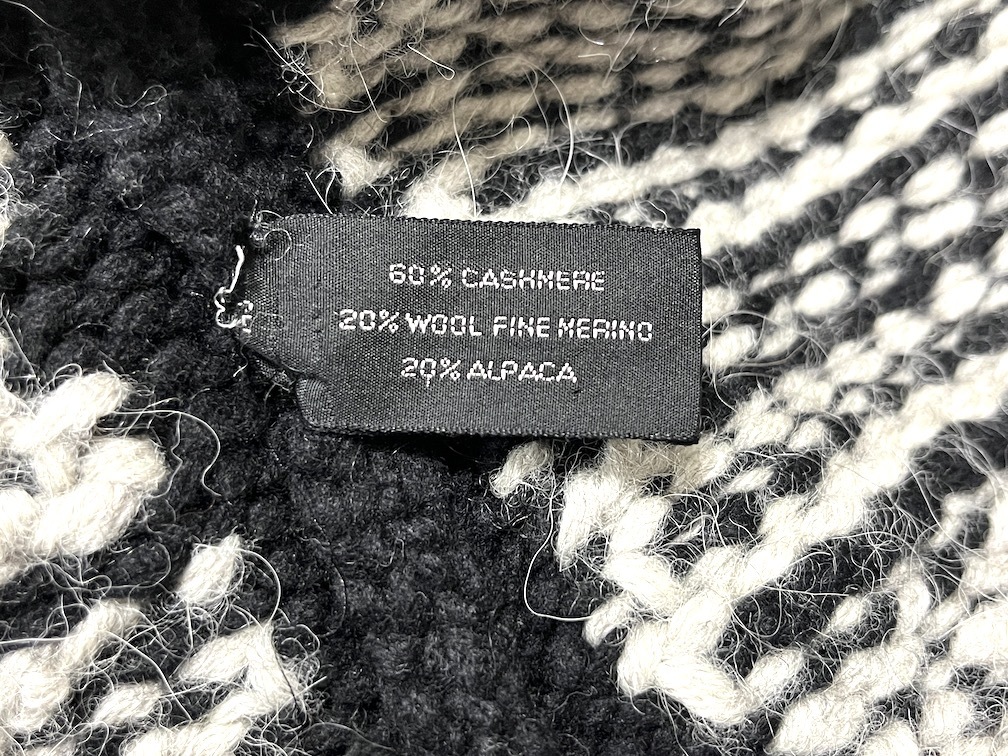 60% CASHMERE
20% WOOL FINE MERINO
20% ALPACA